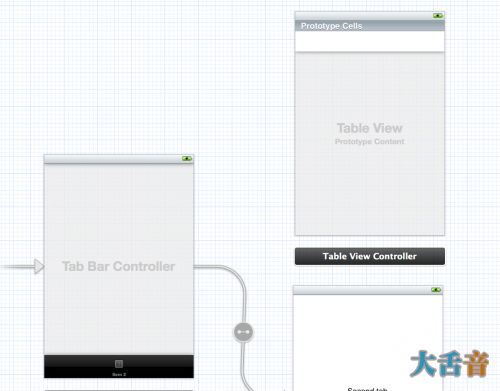 Prototype Cells
Table View
Prototype Content
Tab Bar Controller
Table View Controller
Item 2
Second tab
大舌音